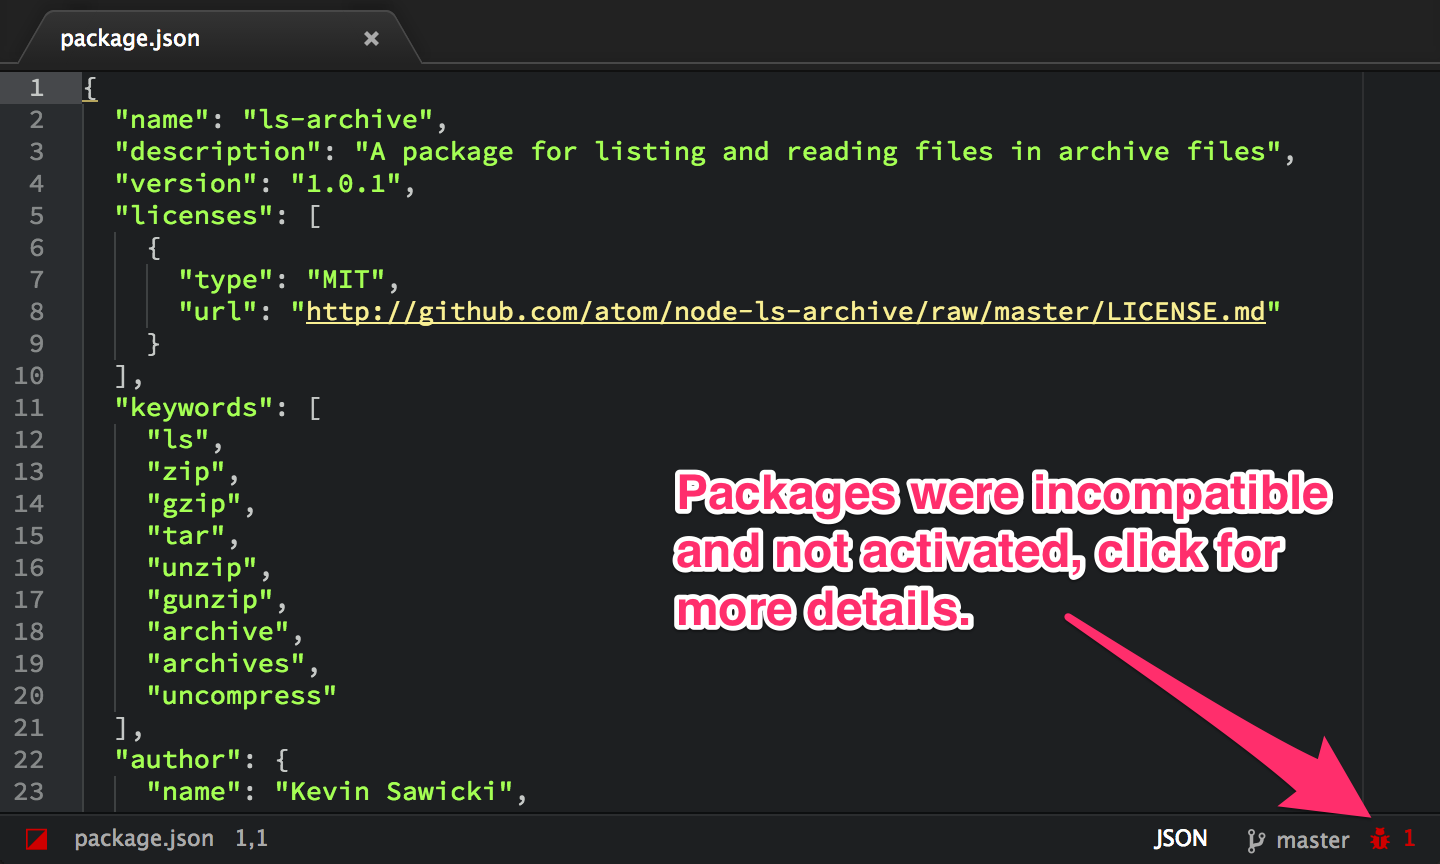 package.json ×
1 {
2 "name": "ls-archive",
3 "description": "A package for listing and reading files in archive files",
4 "version": "1.0.1",
5 "licenses": [
6 {
7 "type": "MIT",
8 "url": "http://github.com/atom/node-ls-archive/raw/master/LICENSE.md"
9 }
10 ],
11 "keywords": [
12 "ls",
13 "zip",
14 "gzip",
15 "tar",
16 "unzip",
17 "gunzip",
18 "archive",
19 "archives",
20 "uncompress"
21 ],
22 "author": {
23 "name": "Kevin Sawicki",
Packages were incompatible
and not activated, click for
more details.
package.json 1,1 JSON master 1